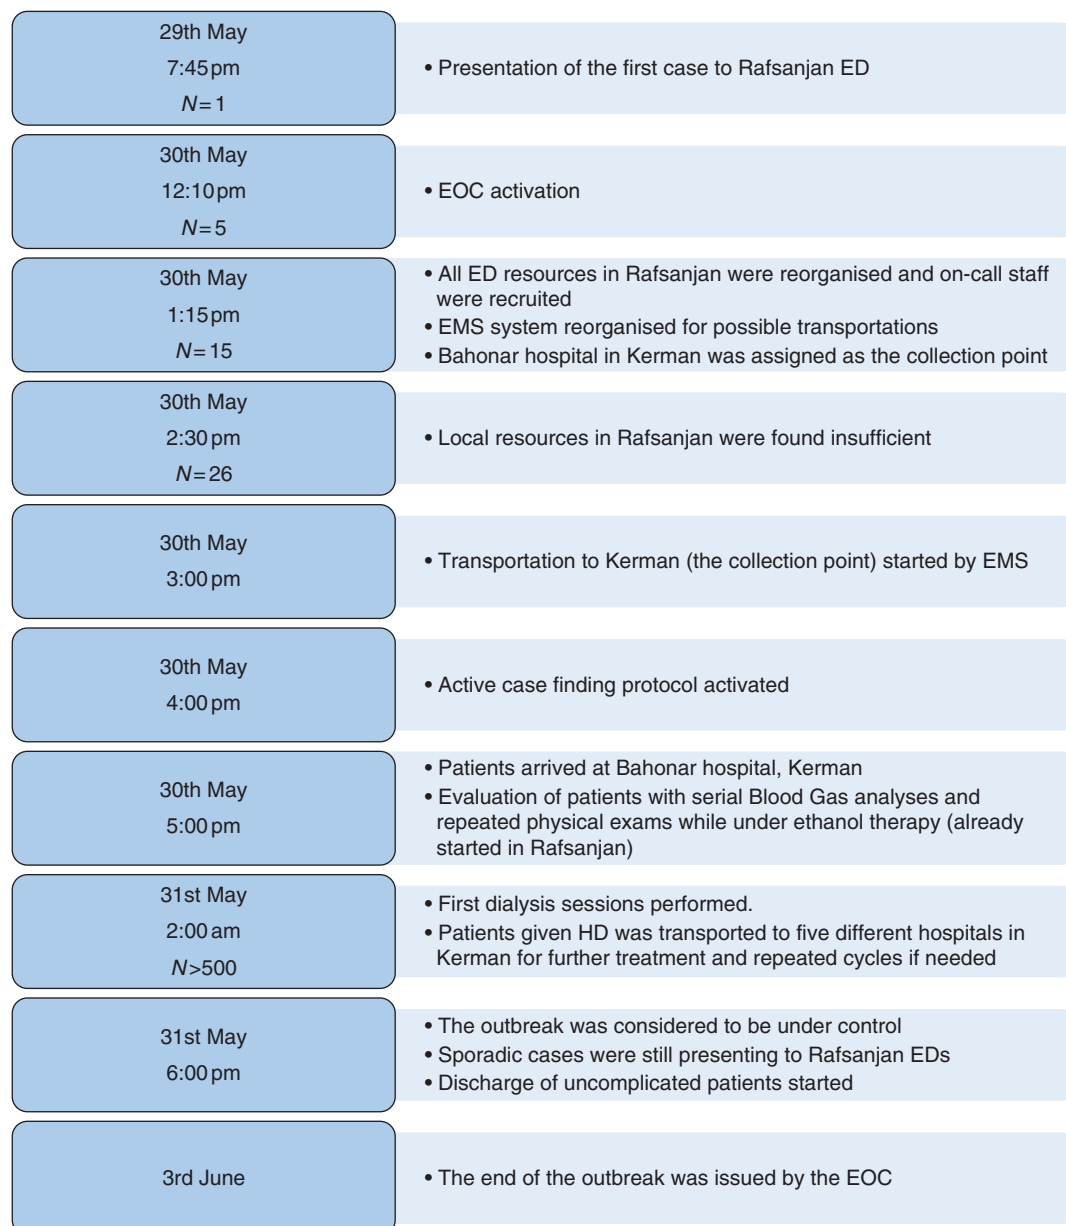 29th May
7:45 pm
N=1
• Presentation of the first case to Rafsanjan ED
30th May
12:10 pm
N=5
• EOC activation
30th May
1:15 pm
N=15
• All ED resources in Rafsanjan were reorganised and on-call staff
were recruited
• EMS system reorganised for possible transportations
• Bahonar hospital in Kerman was assigned as the collection point
30th May
2:30 pm
N=26
• Local resources in Rafsanjan were found insufficient
30th May
3:00 pm
• Transportation to Kerman (the collection point) started by EMS
30th May
4:00 pm
• Active case finding protocol activated
30th May
5:00 pm
• Patients arrived at Bahonar hospital, Kerman
• Evaluation of patients with serial Blood Gas analyses and
repeated physical exams while under ethanol therapy (already
started in Rafsanjan)
31st May
2:00 am
N>500
• First dialysis sessions performed.
• Patients given HD was transported to five different hospitals in
Kerman for further treatment and repeated cycles if needed
31st May
6:00 pm
• The outbreak was considered to be under control
• Sporadic cases were still presenting to Rafsanjan EDs
• Discharge of uncomplicated patients started
3rd June
• The end of the outbreak was issued by the EOC